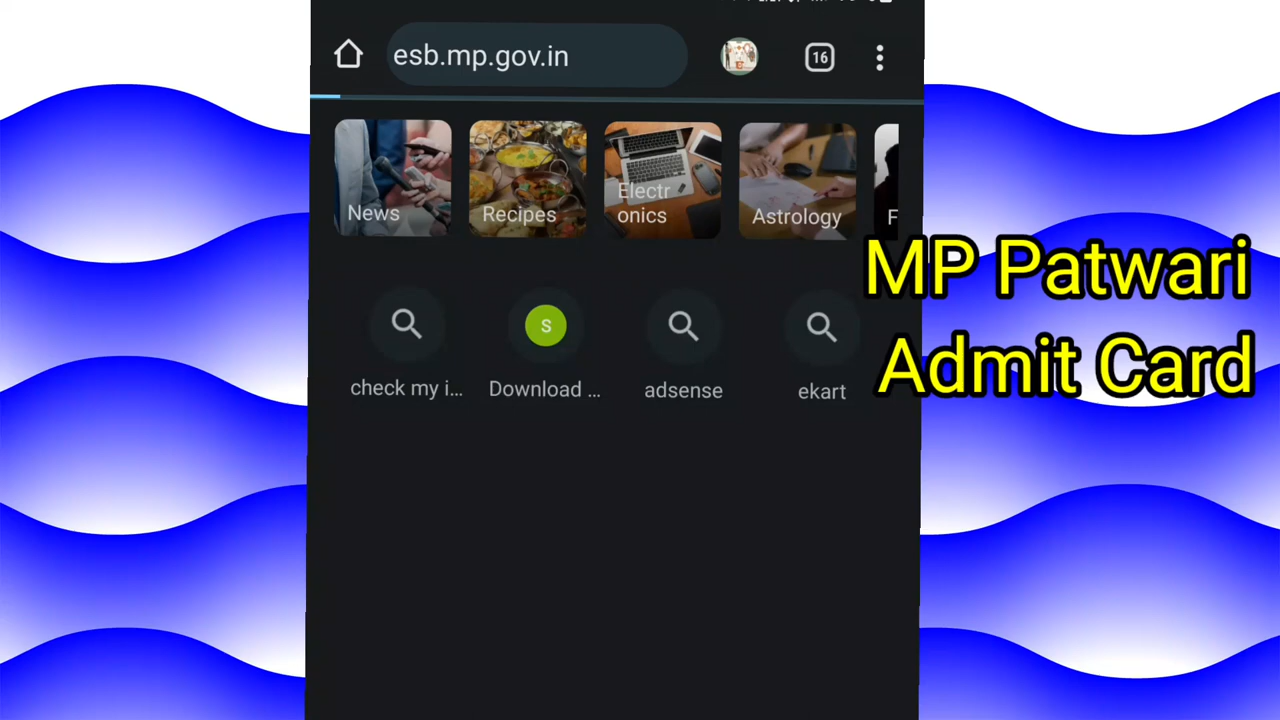 esb.mp.gov.in
16
News
Recipes
Electr
onics
Astrology
F
MP Patwari
Admit Card
S
check my i...
Download ...
adsense
ekart